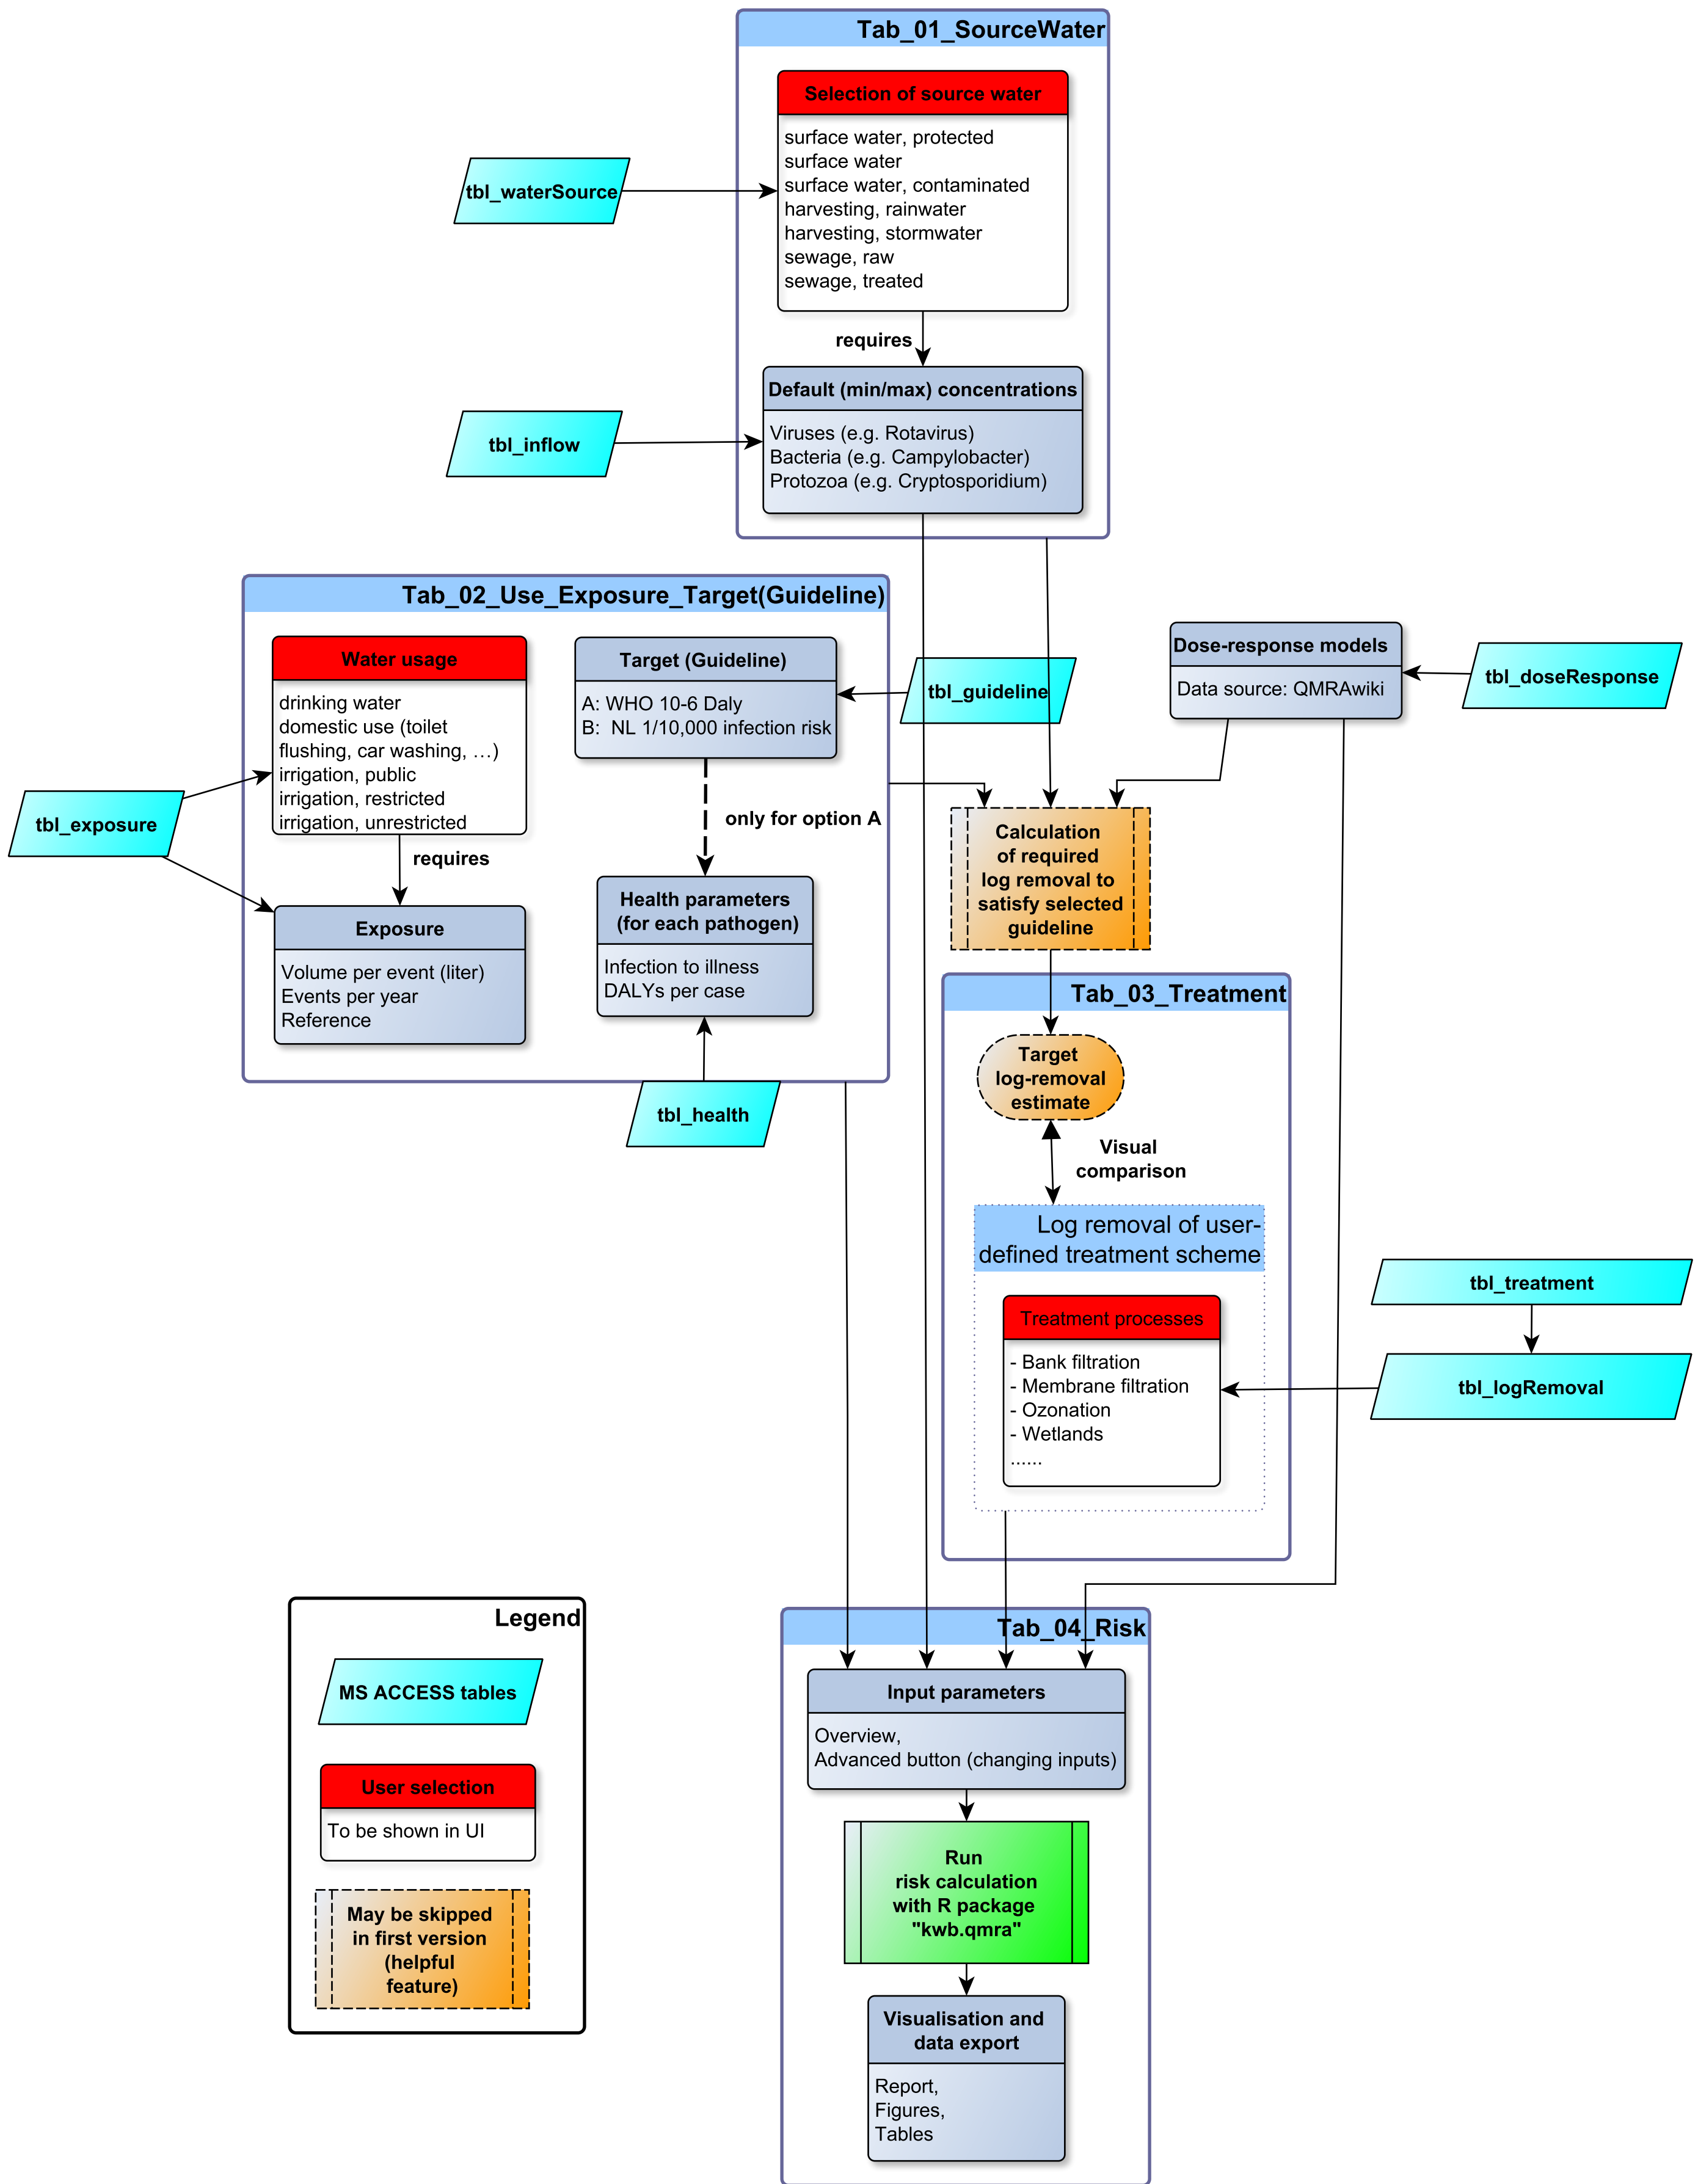 Tab_01_SourceWater
Selection of source water
surface water, protected
surface water
surface water, contaminated
harvesting, rainwater
harvesting, stormwater
sewage, raw
sewage, treated
tbl_waterSource
requires
Default (min/max) concentrations
Viruses (e.g. Rotavirus)
Bacteria (e.g. Campylobacter)
Protozoa (e.g. Cryptosporidium)
tbl_inflow
Tab_02_Use_Exposure_Target(Guideline)
Water usage
drinking water
domestic use (toilet
flushing, car washing, …)
irrigation, public
irrigation, restricted
irrigation, unrestricted
Target (Guideline)
A: WHO 10-6 Daly
B:  NL 1/10,000 infection risk
tbl_guideline
Dose-response models
Data source: QMRAwiki
tbl_doseResponse
tbl_exposure
requires
only for option A
Exposure
Volume per event (liter)
Events per year
Reference
Health parameters
(for each pathogen)
Infection to illness
DALYs per case
tbl_health
Calculation
of required
log removal to
satisfy selected
guideline
Tab_03_Treatment
Target
log-removal
estimate
Visual
comparison
Log removal of user-
defined treatment scheme
Treatment processes
- Bank filtration
- Membrane filtration
- Ozonation
- Wetlands
......
tbl_treatment
tbl_logRemoval
Legend
MS ACCESS tables
User selection
To be shown in UI
May be skipped
in first version
(helpful
feature)
Tab_04_Risk
Input parameters
Overview,
Advanced button (changing inputs)
Run
risk calculation
with R package
"kwb.qmra"
Visualisation and
data export
Report,
Figures,
Tables